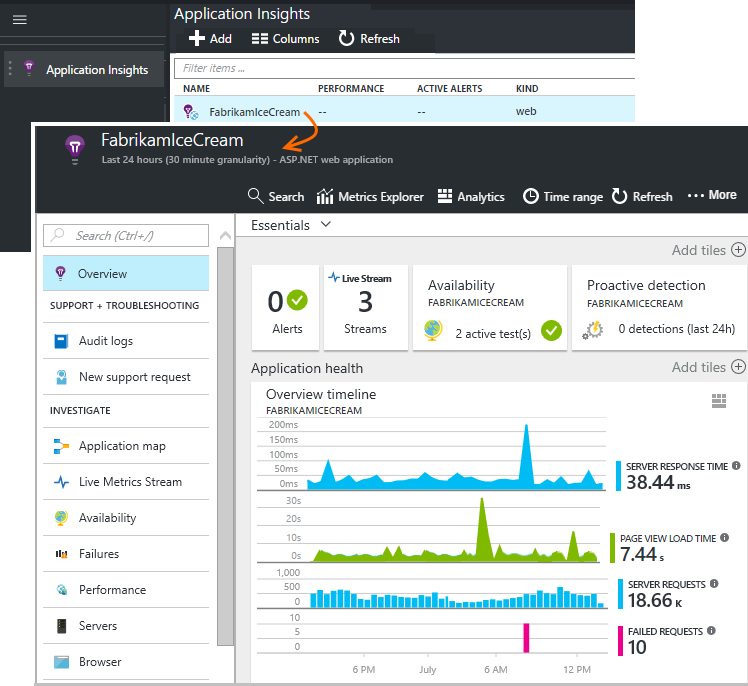 Application Insights
Add Columns Refresh
Application Insights
Filter items ...
NAME PERFORMANCE ACTIVE ALERTS KIND
FabrikamIceCream -- -- web
FabrikamIceCream
Last 24 hours (30 minute granularity) - ASP.NET web application
Search Metrics Explorer Analytics Time range Refresh More
Search (Ctrl+/)
Overview
SUPPORT + TROUBLESHOOTING
Audit logs
New support request
INVESTIGATE
Application map
Live Metrics Stream
Availability
Failures
Performance
Servers
Browser
Essentials
Add tiles
0
Alerts
Live Stream
3
Streams
Availability
FABRIKAMICECREAM
2 active test(s)
Proactive detection
FABRIKAMICECREAM
0 detections (last 24h)
Application health Add tiles
Overview timeline
FABRIKAMICECREAM
200ms
150ms
100ms
50ms
0ms
SERVER RESPONSE TIME
38.44 ms
30s
20s
10s
0s
PAGE VIEW LOAD TIME
7.44 s
1,000
500
0
SERVER REQUESTS
18.66 K
10
5
0
FAILED REQUESTS
10
6 PM July 6 AM 12 PM